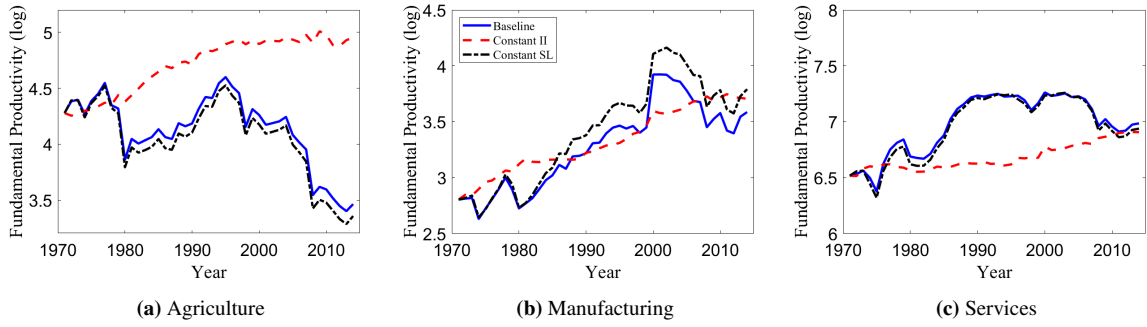 Fundamental Productivity (log)
5
4.5
4
3.5
1970 1980 1990 2000 2010
Year
(a) Agriculture
Fundamental Productivity (log)
4.5
4
3.5
3
2.5
Baseline
Constant II
Constant SL
1970 1980 1990 2000 2010
Year
(b) Manufacturing
Fundamental Productivity (log)
8
7.5
7
6.5
6
1970 1980 1990 2000 2010
Year
(c) Services